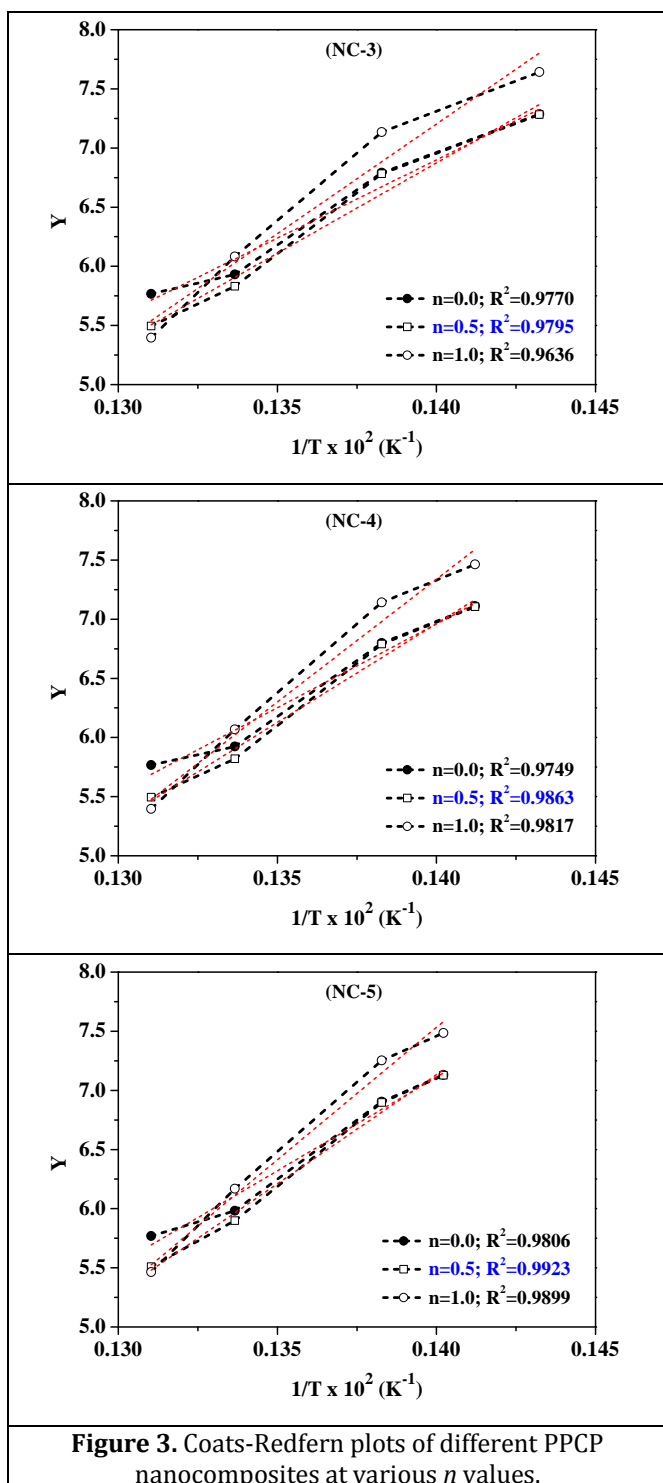 8.0
(NC-3)
7.5
7.0
6.5
Y
6.0
n=0.0; R²=0.9770
5.5
n=0.5; R²=0.9795
n=1.0; R²=0.9636
5.0
0.130 0.135 0.140 0.145
1/T x 10² (K⁻¹)
8.0
(NC-4)
7.5
7.0
6.5
Y
6.0
n=0.0; R²=0.9749
5.5
n=0.5; R²=0.9863
n=1.0; R²=0.9817
5.0
0.130 0.135 0.140 0.145
1/T x 10² (K⁻¹)
8.0
(NC-5)
7.5
7.0
6.5
Y
6.0
n=0.0; R²=0.9806
5.5
n=0.5; R²=0.9923
n=1.0; R²=0.9899
5.0
0.130 0.135 0.140 0.145
1/T x 10² (K⁻¹)
Figure 3. Coats-Redfern plots of different PPCP
nanocomposites at various n values.